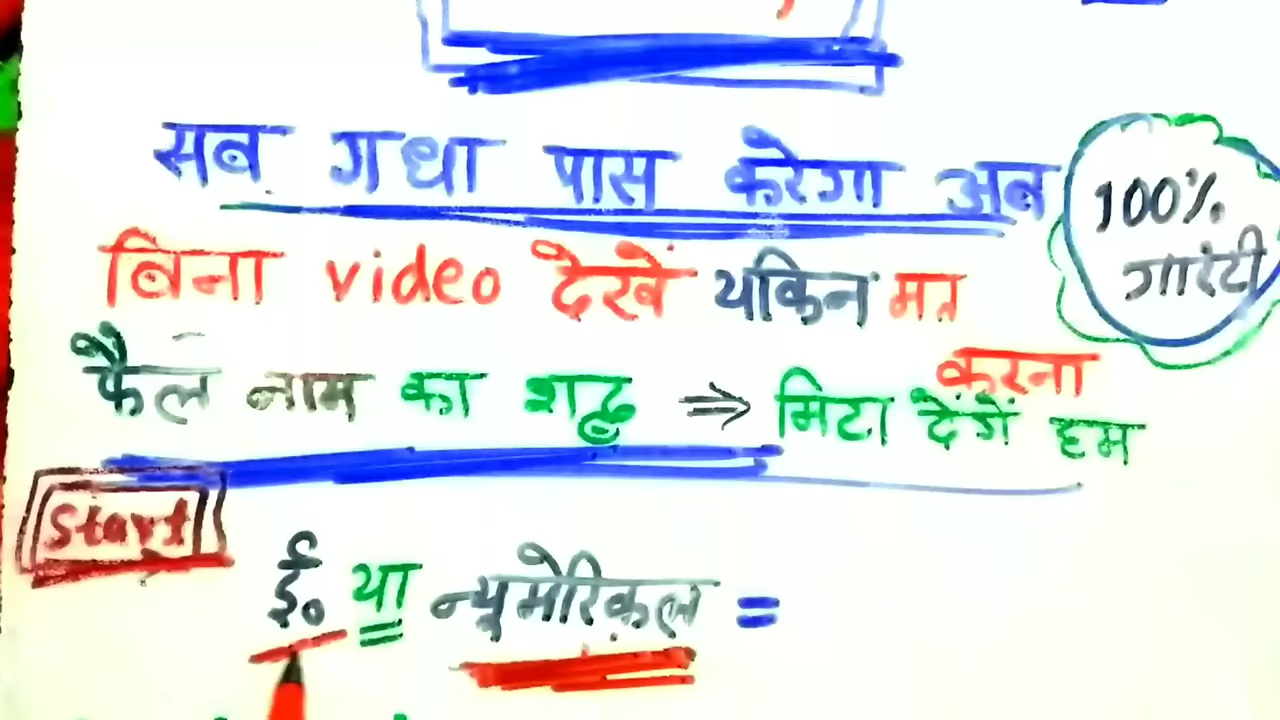 सब गधा पास करेगा अब
100%
गारंटी
बिना video देखें यकिन मत
करना
फैल नाम का शब्द ⇒ मिटा देंगें हम
Start
ई० या न्यूमेरिकल =